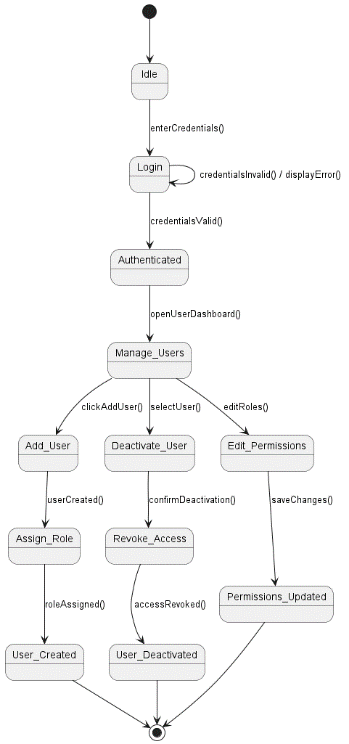 Idle
enterCredentials()
Login
credentialsInvalid() / displayError()
credentialsValid()
Authenticated
openUserDashboard()
Manage_Users
clickAddUser()
selectUser()
editRoles()
Add_User
Deactivate_User
Edit_Permissions
userCreated()
confirmDeactivation()
saveChanges()
Assign_Role
Revoke_Access
Permissions_Updated
roleAssigned()
accessRevoked()
User_Created
User_Deactivated